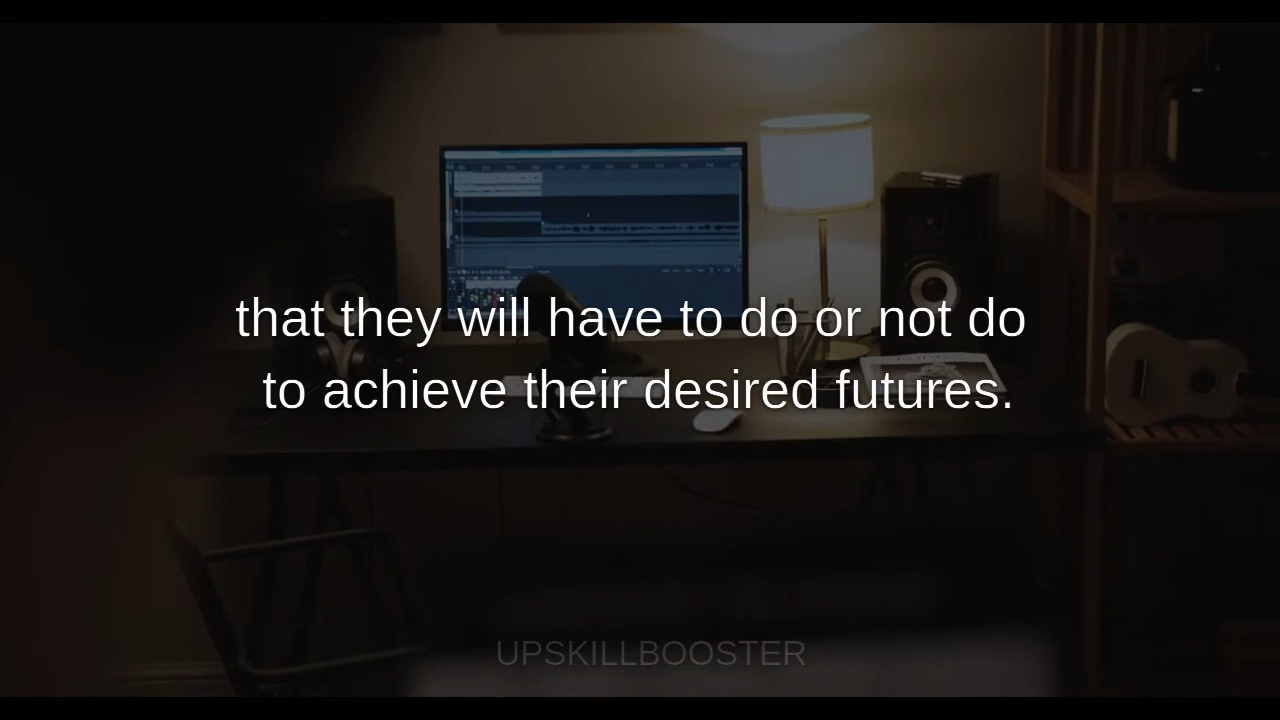 that they will have to do or not do
to achieve their desired futures.
UPSKILLBOOSTER